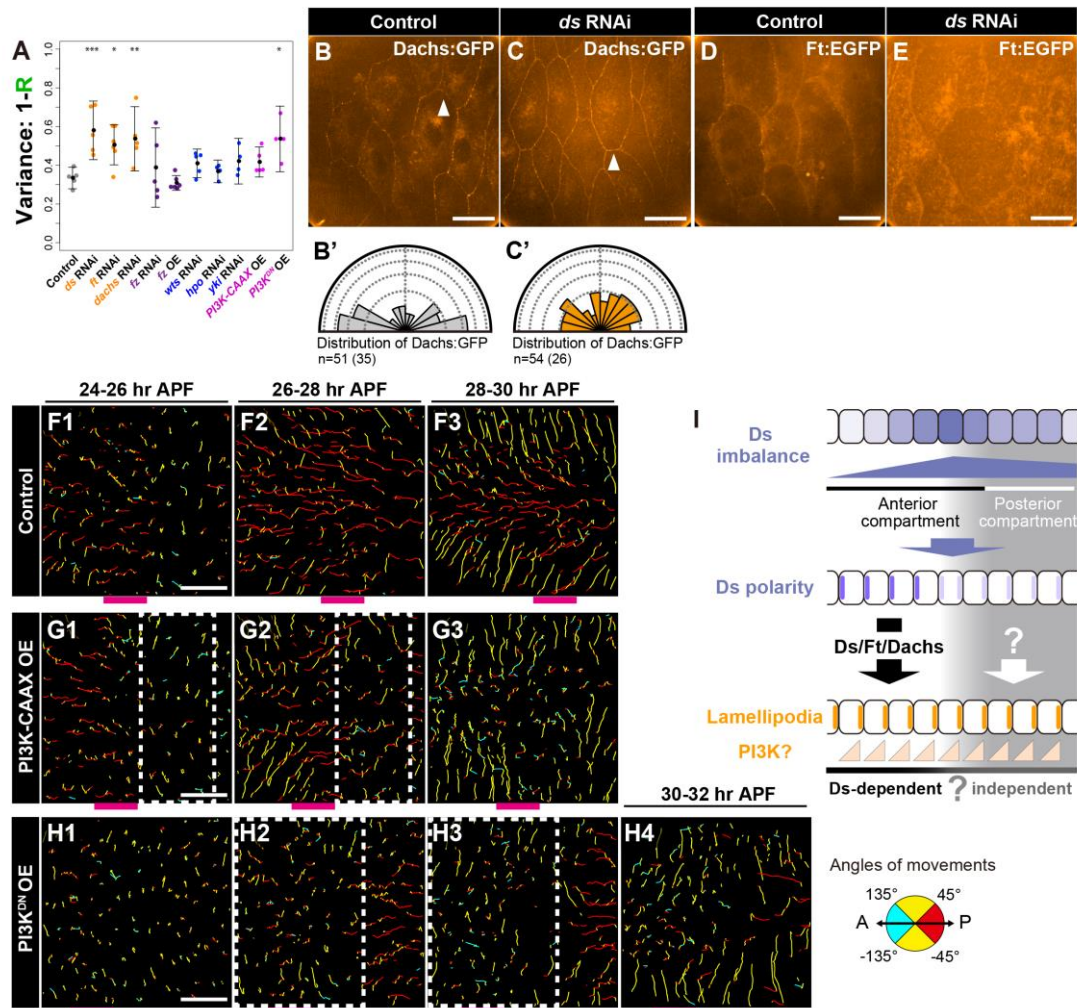 A
Variance: 1-R
1.0
0.8
0.6
0.4
0.2
0.0
*** * ** *
Control
ds RNAi
ft RNAi
dachs RNAi
fz RNAi
fz OE
wts RNAi
hpo RNAi
yki RNAi
PI3K-CAAX OE
PI3K^DN OE
Control
ds RNAi
Control
ds RNAi
B Dachs:GFP
C Dachs:GFP
D Ft:EGFP
E Ft:EGFP
B'
Distribution of Dachs:GFP
n=51 (35)
C'
Distribution of Dachs:GFP
n=54 (26)
24-26 hr APF
26-28 hr APF
28-30 hr APF
Control
F1
F2
F3
PI3K-CAAX OE
G1
G2
G3
30-32 hr APF
PI3K^DN OE
H1
H2
H3
H4
I
Ds
imbalance
Anterior
compartment
Posterior
compartment
Ds polarity
Ds/Ft/Dachs
?
Lamellipodia
PI3K?
Ds-dependent ? independent
Angles of movements
135° 45°
A P
-135° -45°